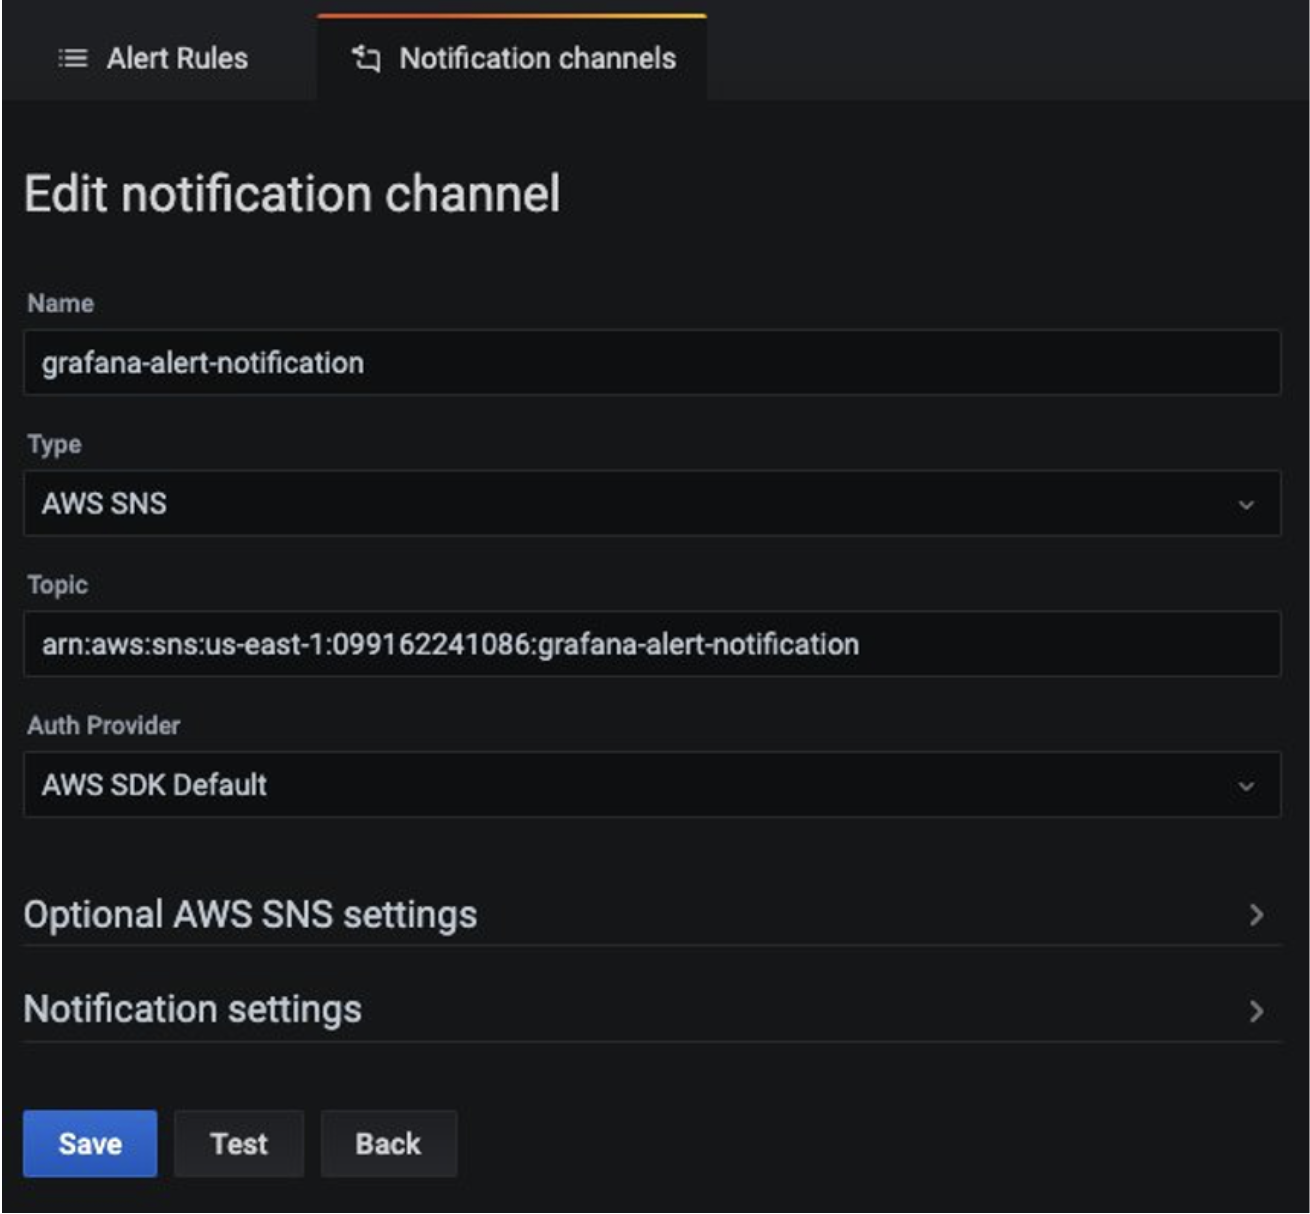 Alert Rules
Notification channels
Edit notification channel
Name
grafana-alert-notification
Type
AWS SNS
Topic
arn:aws:sns:us-east-1:099162241086:grafana-alert-notification
Auth Provider
AWS SDK Default
Optional AWS SNS settings
Notification settings
Save Test Back